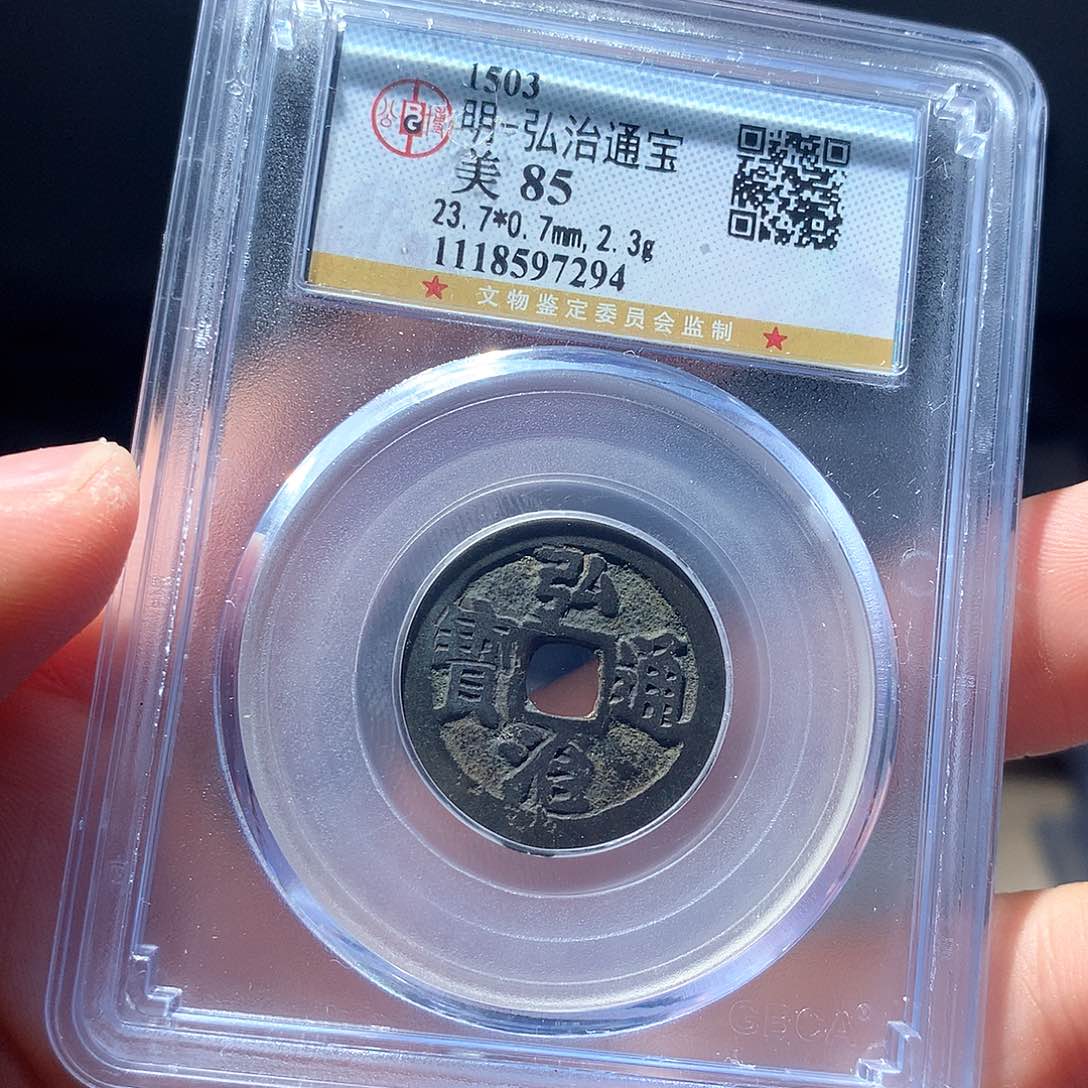 1503
明-弘治通宝
美 85
23.7*0.7mm,2.3g
1118597294
文物鉴定委员会监制
弘治通寶
GBCA®